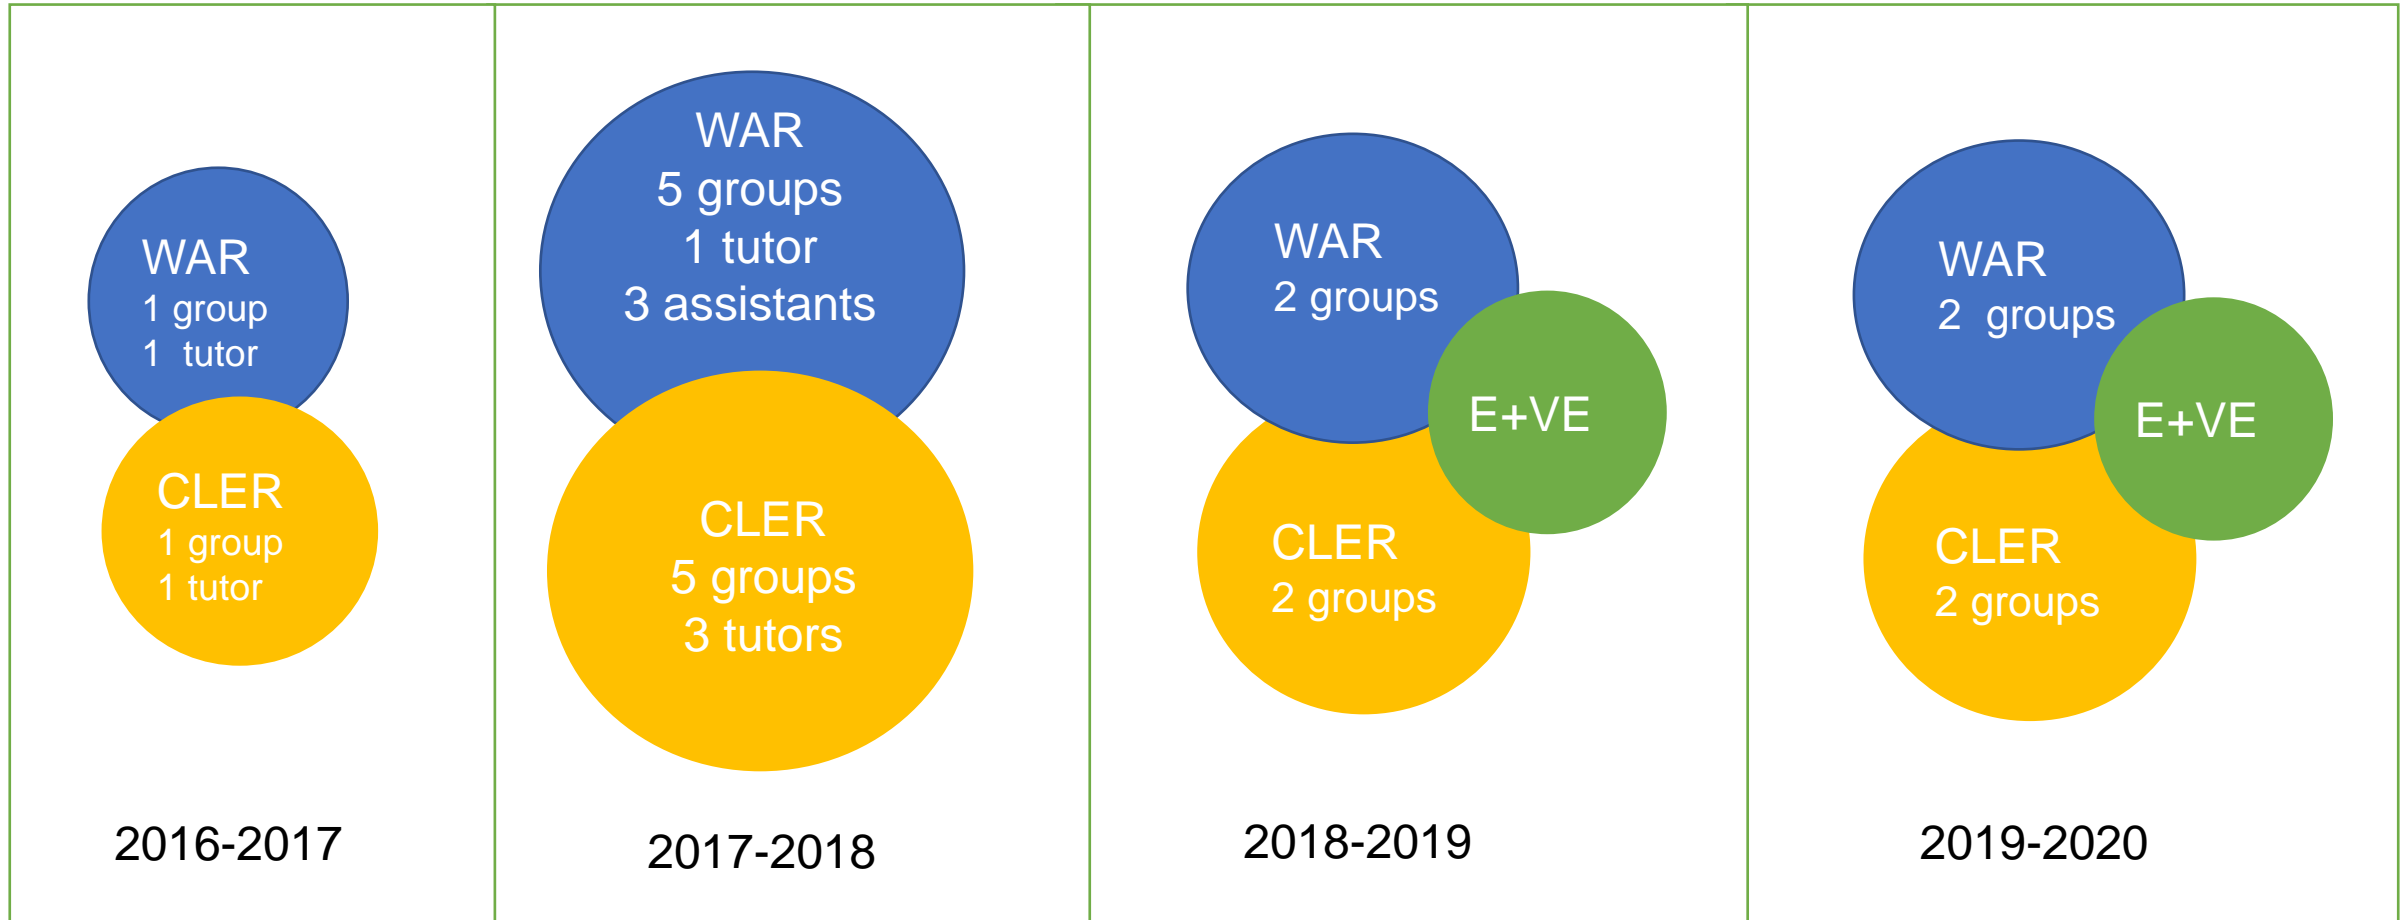 WAR
1 group
1  tutor
CLER
1 group
1 tutor
2016-2017
WAR
5 groups
1 tutor
3 assistants
CLER
5 groups
3 tutors
2017-2018
WAR
2 groups
E+VE
CLER
2 groups
2018-2019
WAR
2  groups
E+VE
CLER
2 groups
2019-2020